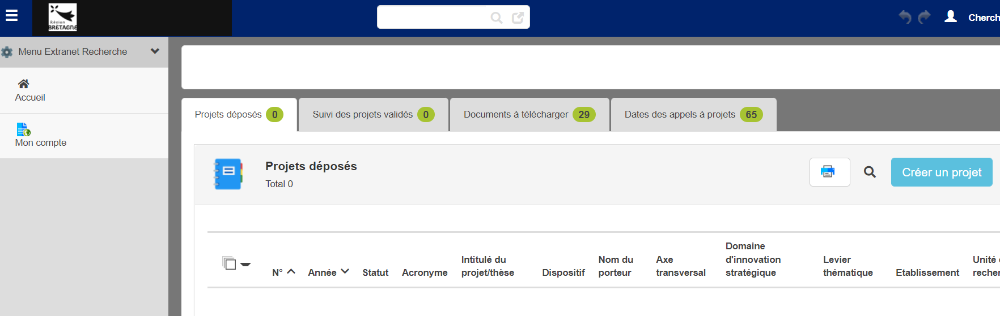 Région
BRETAGNE
Cherch
Menu Extranet Recherche
Accueil
Mon compte
Projets déposés 0
Suivi des projets validés 0
Documents à télécharger 29
Dates des appels à projets 65
Projets déposés
Total 0
Créer un projet
N°
Année
Statut
Acronyme
Intitulé du
projet/thèse
Dispositif
Nom du
porteur
Axe
transversal
Domaine
d'innovation
stratégique
Levier
thématique
Etablissement
Unité
recher